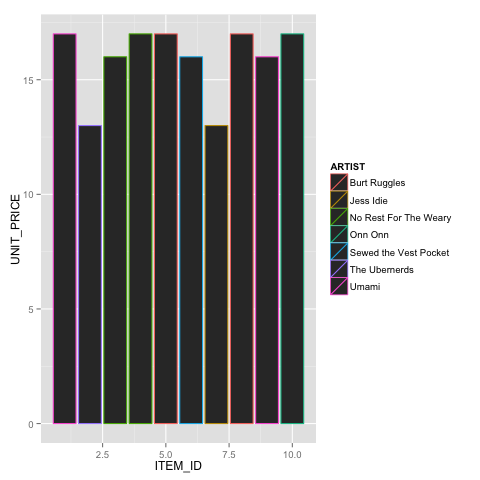 15
10
5
0
UNIT_PRICE
2.5
5.0
7.5
10.0
ITEM_ID
ARTIST
Burt Ruggles
Jess Idie
No Rest For The Weary
Onn Onn
Sewed the Vest Pocket
The Ubernerds
Umami